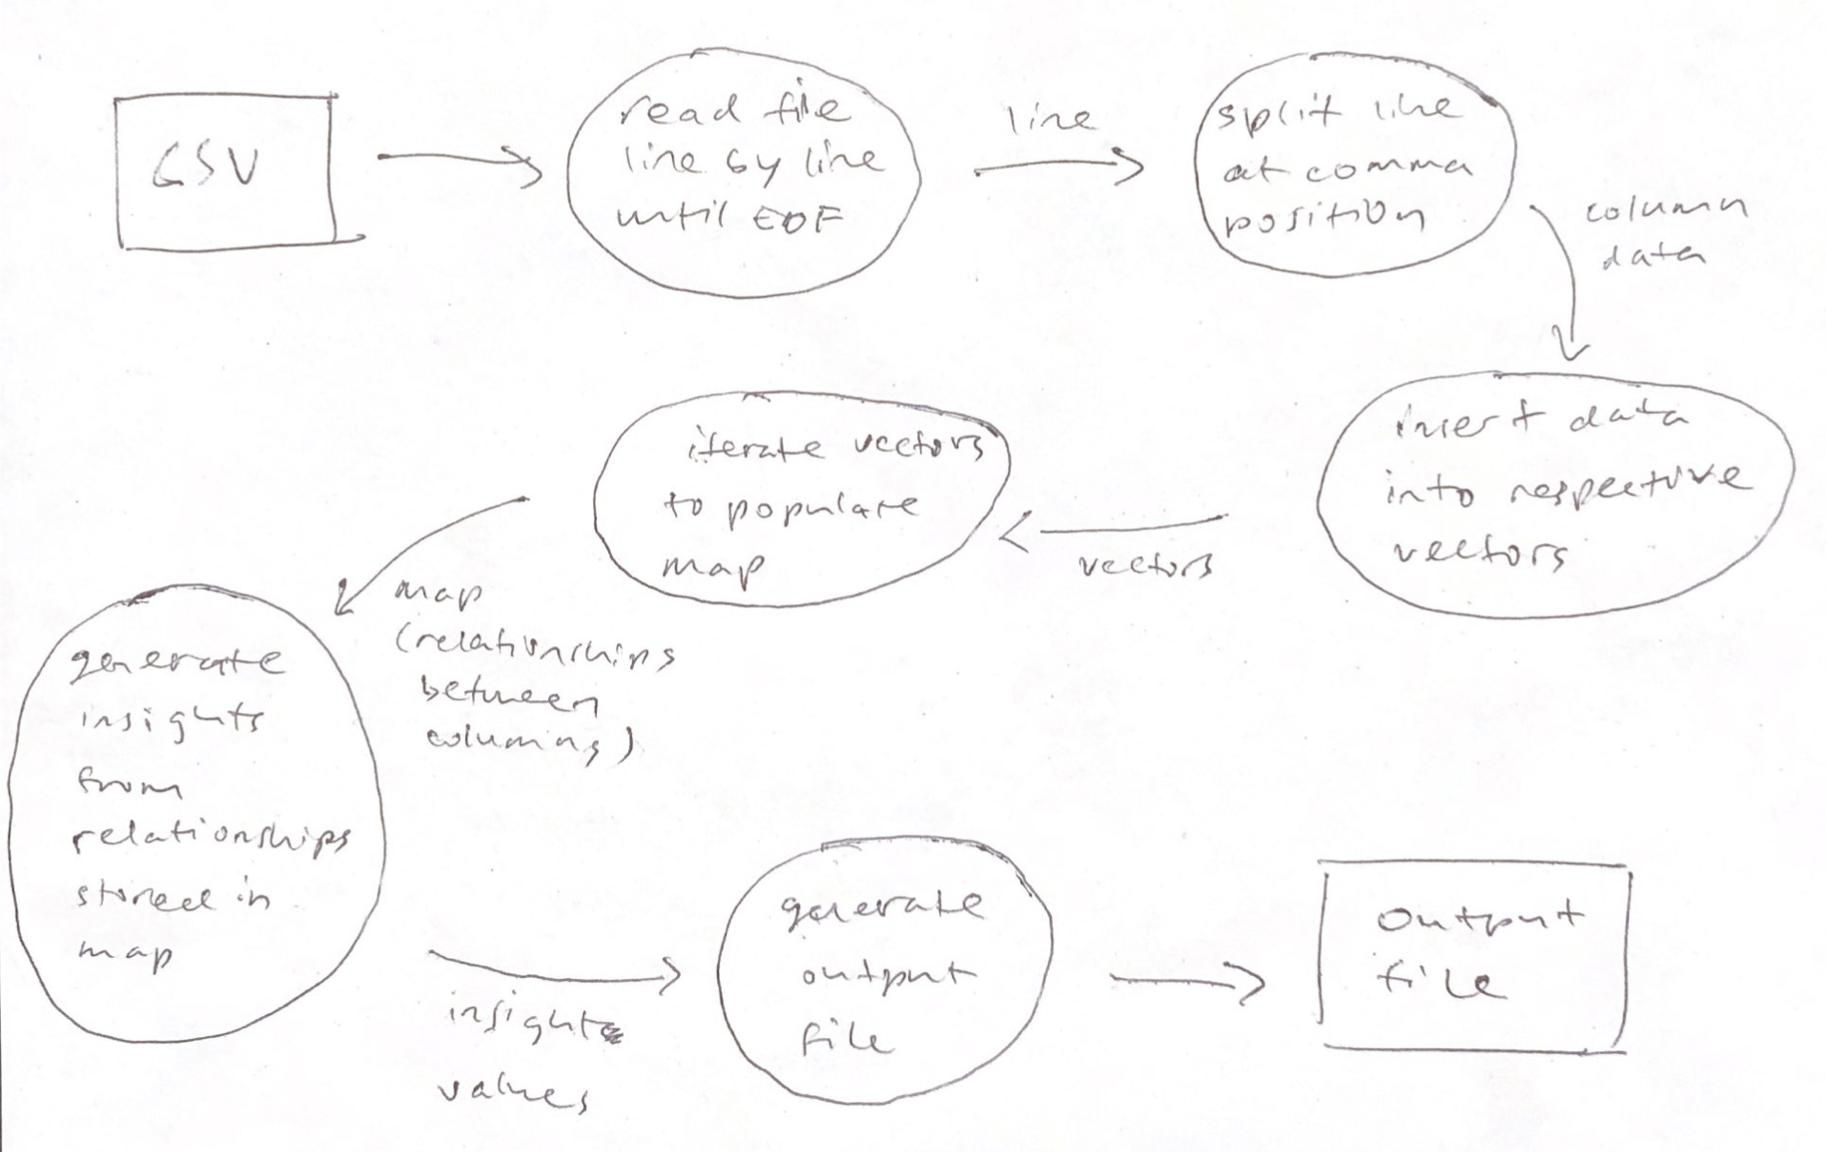 CSV
read file
line by line
until EOF
line
split line
at comma
position
column
data
insert data
into respective
vectors
vectors
iterate vectors
to populate
map
map
(relationships
between
columns)
generate
insights
from
relationships
stored in
map
insight
values
generate
output
file
output
file